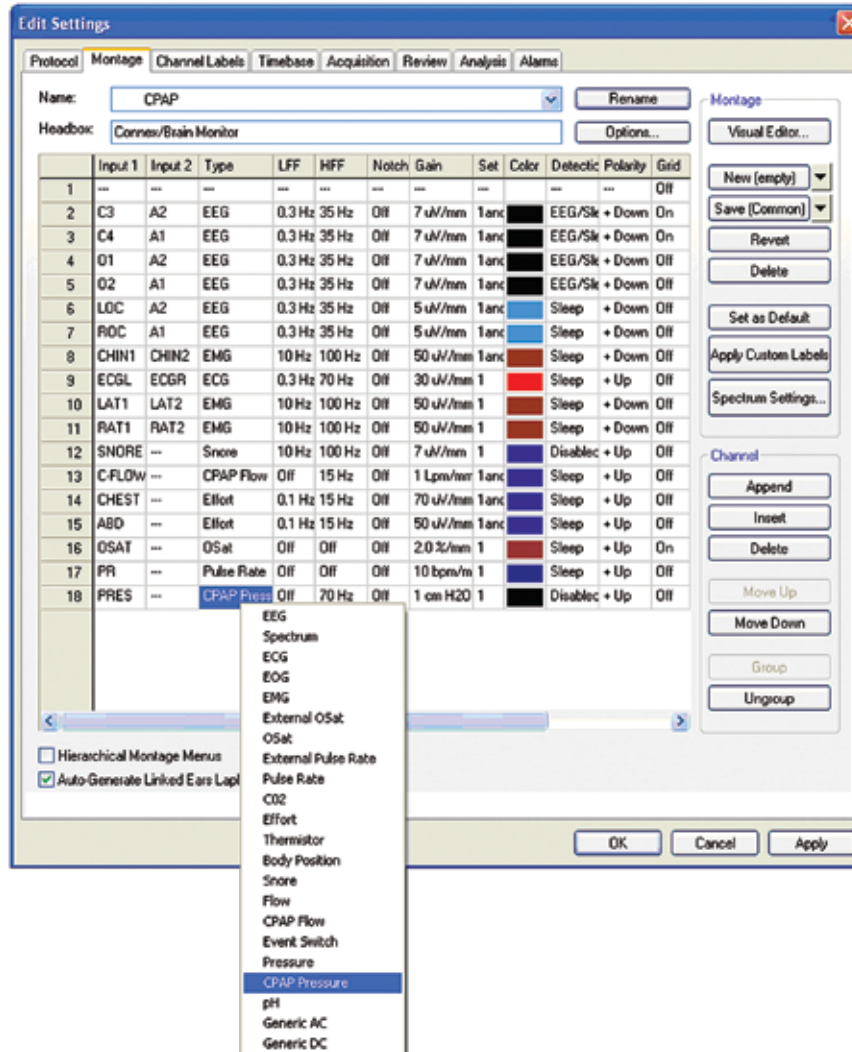 Edit Settings
Protocol Montage Channel Labels Timebase Acquisition Review Analysis Alarms
Name: CPAP Rename
Headbox: Connex/Brain Monitor Options...
Montage
Visual Editor...
New (empty)
Save (Common)
Revert
Delete
Set as Default
Apply Custom Labels
Spectrum Settings...
Input 1 Input 2 Type LFF HFF Notch Gain Set Color Detectic Polarity Grid
1 --- --- --- --- --- --- --- --- --- --- Off
2 C3 A2 EEG 0.3 Hz 35 Hz Off 7 uV/mm 1anc EEG/Sle + Down On
3 C4 A1 EEG 0.3 Hz 35 Hz Off 7 uV/mm 1anc EEG/Sle + Down On
4 O1 A2 EEG 0.3 Hz 35 Hz Off 7 uV/mm 1anc EEG/Sle + Down Off
5 O2 A1 EEG 0.3 Hz 35 Hz Off 7 uV/mm 1anc EEG/Sle + Down Off
6 LOC A2 EEG 0.3 Hz 35 Hz Off 5 uV/mm 1anc Sleep + Down Off
7 ROC A1 EEG 0.3 Hz 35 Hz Off 5 uV/mm 1anc Sleep + Down Off
8 CHIN1 CHIN2 EMG 10 Hz 100 Hz Off 50 uV/mm 1anc Sleep + Down Off
9 ECGL ECGR ECG 0.3 Hz 70 Hz Off 30 uV/mm 1 Sleep + Up Off
10 LAT1 LAT2 EMG 10 Hz 100 Hz Off 50 uV/mm 1 Sleep + Down Off
11 RAT1 RAT2 EMG 10 Hz 100 Hz Off 50 uV/mm 1 Sleep + Down Off
12 SNORE --- Snore 10 Hz 100 Hz Off 7 uV/mm 1 Disablec + Up Off
13 C-FLOW --- CPAP Flow Off 15 Hz Off 1 Lpm/mm 1anc Sleep + Up Off
14 CHEST --- Effort 0.1 Hz 15 Hz Off 70 uV/mm 1anc Sleep + Up Off
15 ABD --- Effort 0.1 Hz 15 Hz Off 50 uV/mm 1anc Sleep + Up Off
16 OSAT --- OSat Off Off Off 2.0 %/mm 1 Sleep + Up On
17 PR --- Pulse Rate Off Off Off 10 bpm/m 1 Sleep + Up Off
18 PRES --- CPAP Press Off 70 Hz Off 1 cm H2O 1 Disablec + Up Off
Channel
Append
Insert
Delete
Move Up
Move Down
Group
Ungroup
EEG
Spectrum
ECG
EOG
EMG
External OSat
OSat
External Pulse Rate
Pulse Rate
CO2
Effort
Thermistor
Body Position
Snore
Flow
CPAP Flow
Event Switch
Pressure
CPAP Pressure
pH
Generic AC
Generic DC
Hierarchical Montage Menus
Auto-Generate Linked Ears Lapl
OK Cancel Apply